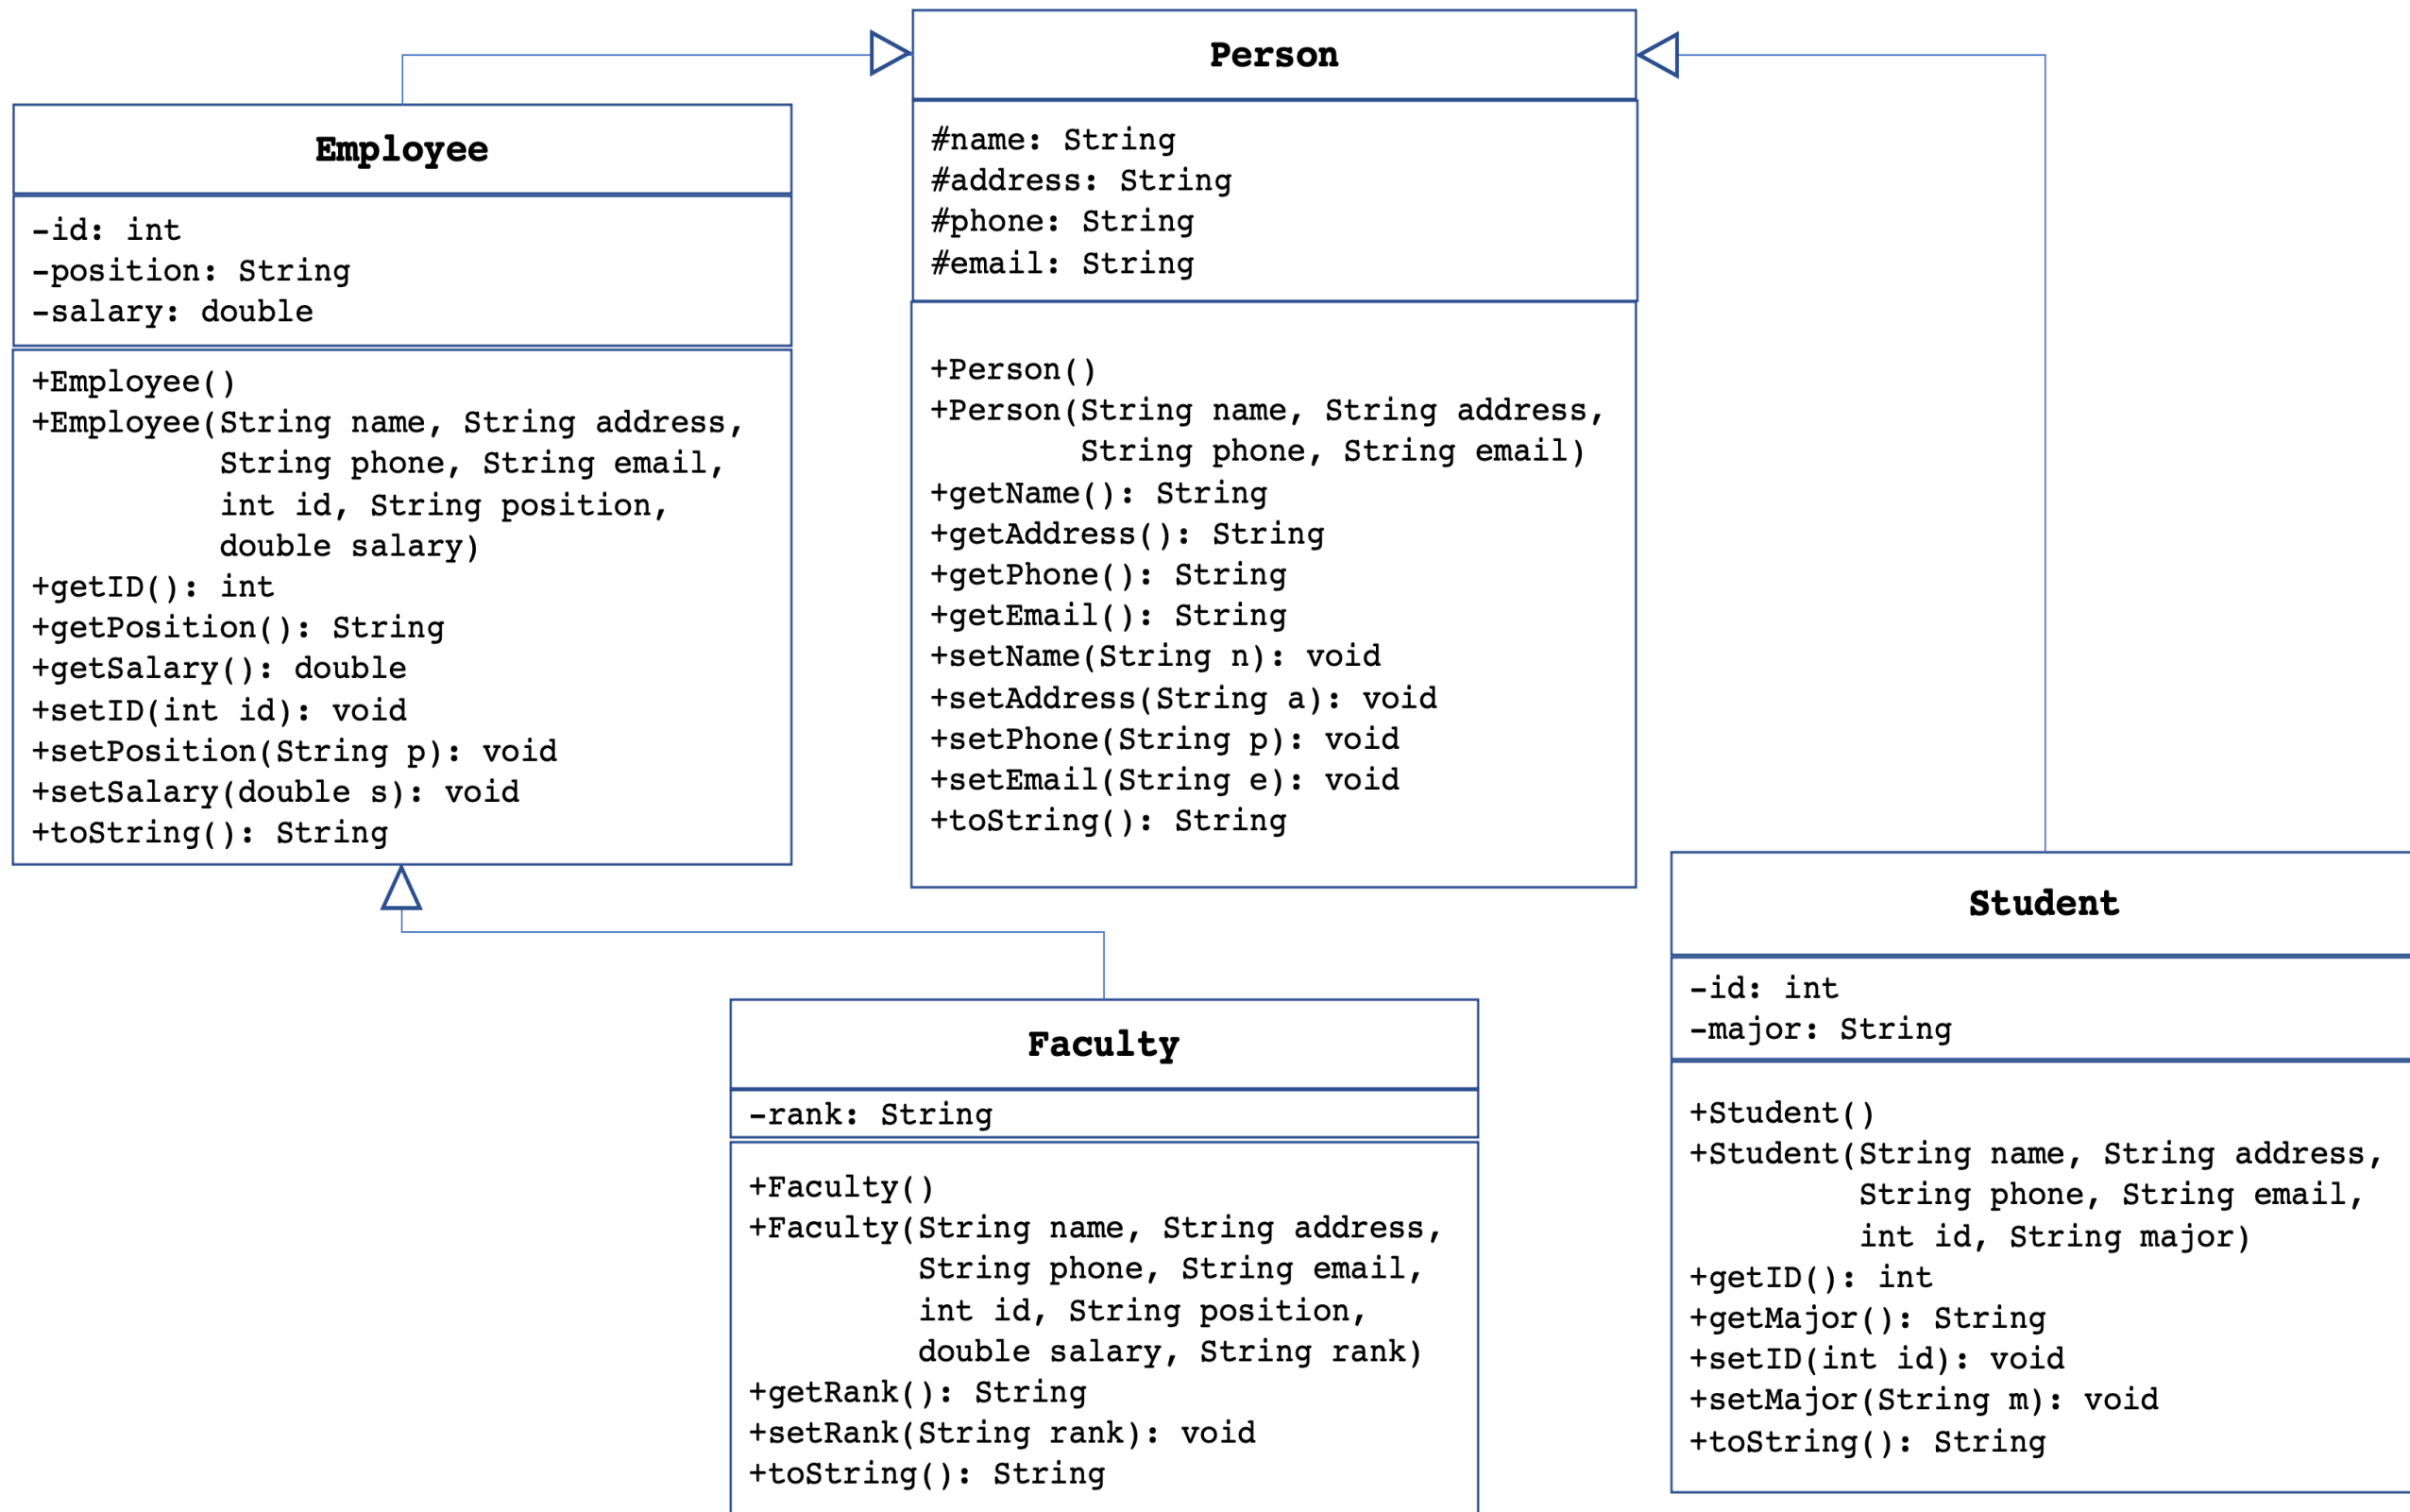 Person
#name: String
#address: String
#phone: String
#email: String
+Person()
+Person(String name, String address,
String phone, String email)
+getName(): String
+getAddress(): String
+getPhone(): String
+getEmail(): String
+setName(String n): void
+setAddress(String a): void
+setPhone(String p): void
+setEmail(String e): void
+toString(): String
Employee
-id: int
-position: String
-salary: double
+Employee()
+Employee(String name, String address,
String phone, String email,
int id, String position,
double salary)
+getID(): int
+getPosition(): String
+getSalary(): double
+setID(int id): void
+setPosition(String p): void
+setSalary(double s): void
+toString(): String
Faculty
-rank: String
+Faculty()
+Faculty(String name, String address,
String phone, String email,
int id, String position,
double salary, String rank)
+getRank(): String
+setRank(String rank): void
+toString(): String
Student
-id: int
-major: String
+Student()
+Student(String name, String address,
String phone, String email,
int id, String major)
+getID(): int
+getMajor(): String
+setID(int id): void
+setMajor(String m): void
+toString(): String